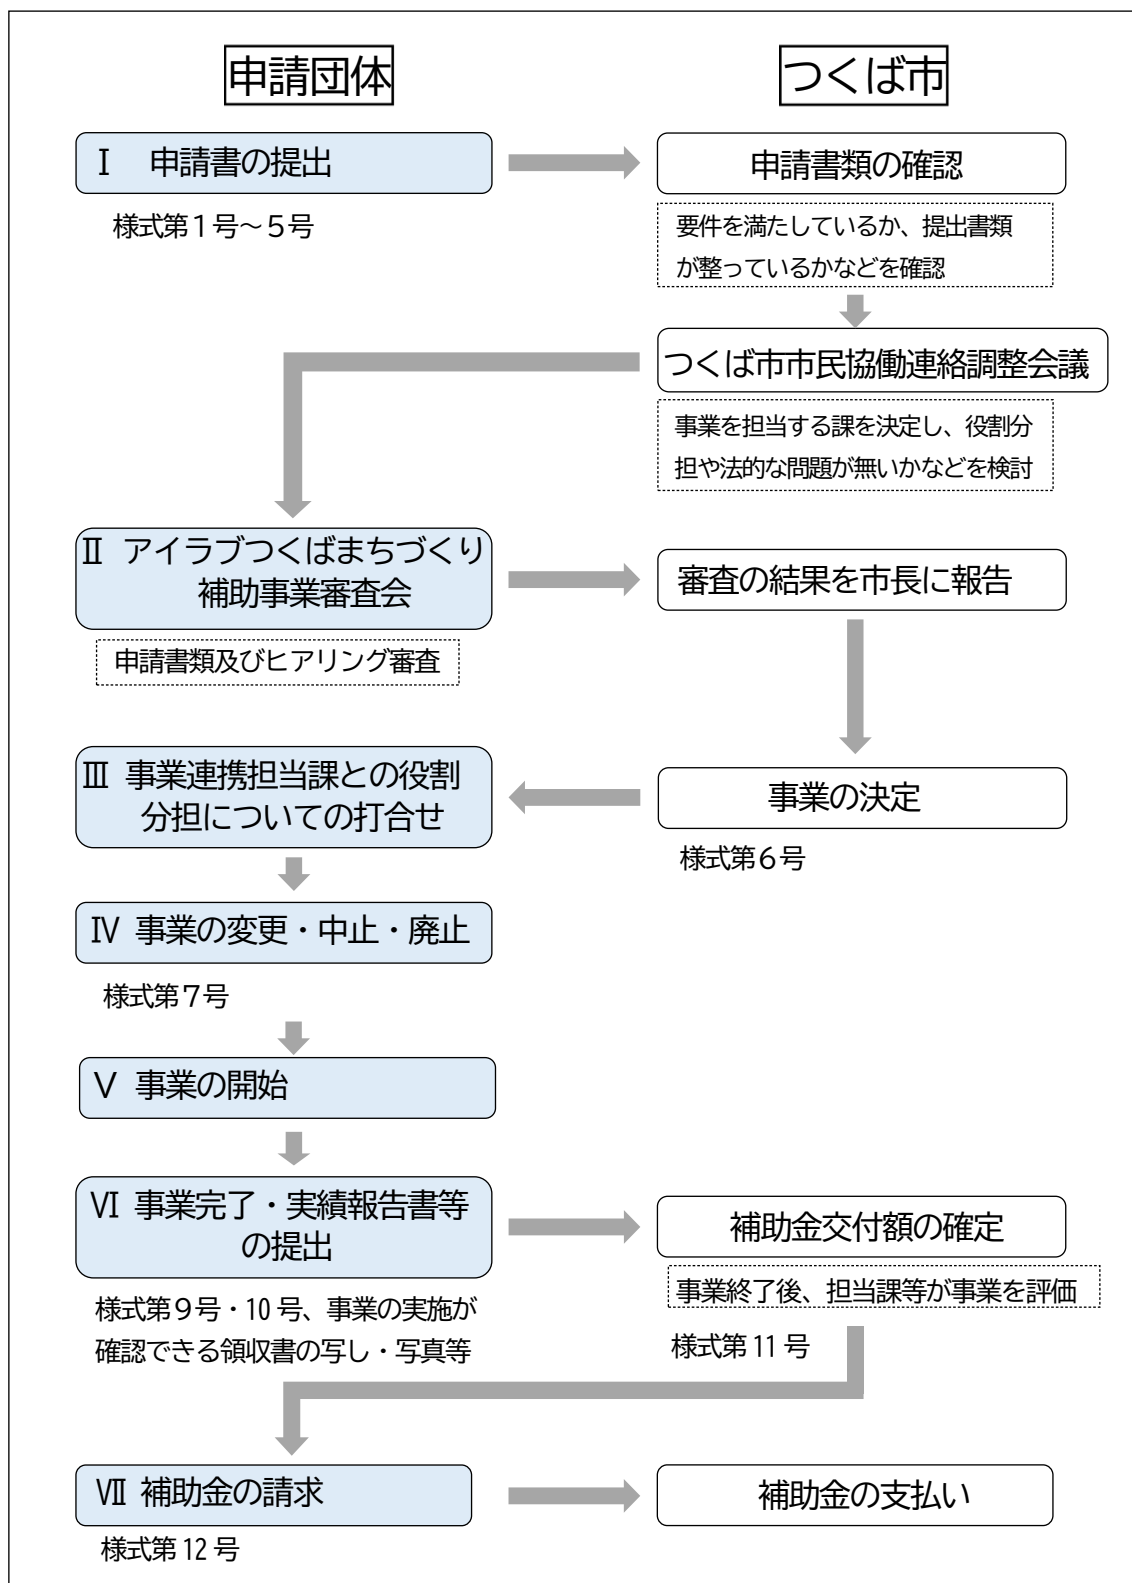 申請団体
つくば市
Ⅰ 申請書の提出
申請書類の確認
様式第1号～5号
要件を満たしているか、提出書類
が整っているかなどを確認
つくば市市民協働連絡調整会議
事業を担当する課を決定し、役割分
担や法的な問題が無いかなどを検討
Ⅱ アイラブつくばまちづくり
補助事業審査会
審査の結果を市長に報告
申請書類及びヒアリング審査
Ⅲ 事業連携担当課との役割
分担についての打合せ
事業の決定
様式第6号
Ⅳ 事業の変更・中止・廃止
様式第7号
Ⅴ 事業の開始
Ⅵ 事業完了・実績報告書等
の提出
補助金交付額の確定
事業終了後、担当課等が事業を評価
様式第9号・10号、事業の実施が
確認できる領収書の写し・写真等
様式第11号
Ⅶ 補助金の請求
補助金の支払い
様式第12号